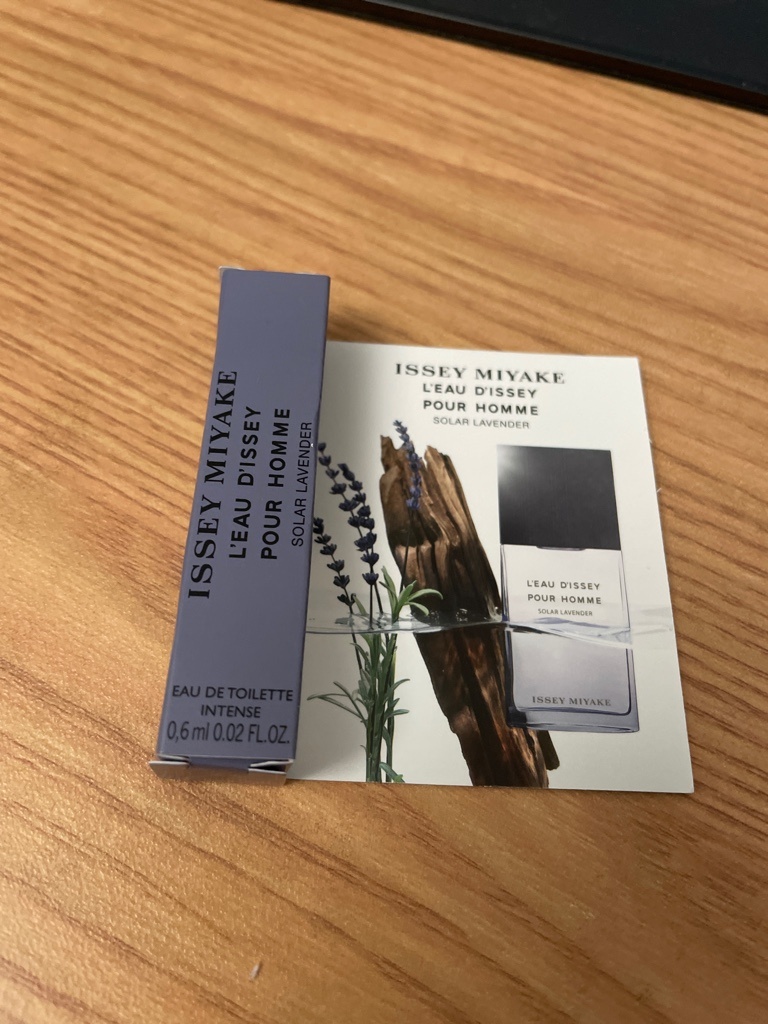 ISSEY MIYAKE
L'EAU D'ISSEY
POUR HOMME
SOLAR LAVENDER
EAU DE TOILETTE
INTENSE
0,6 ml 0.02 FL.OZ.
ISSEY MIYAKE
L'EAU D'ISSEY
POUR HOMME
SOLAR LAVENDER
L'EAU D'ISSEY
POUR HOMME
SOLAR LAVENDER
ISSEY MIYAKE